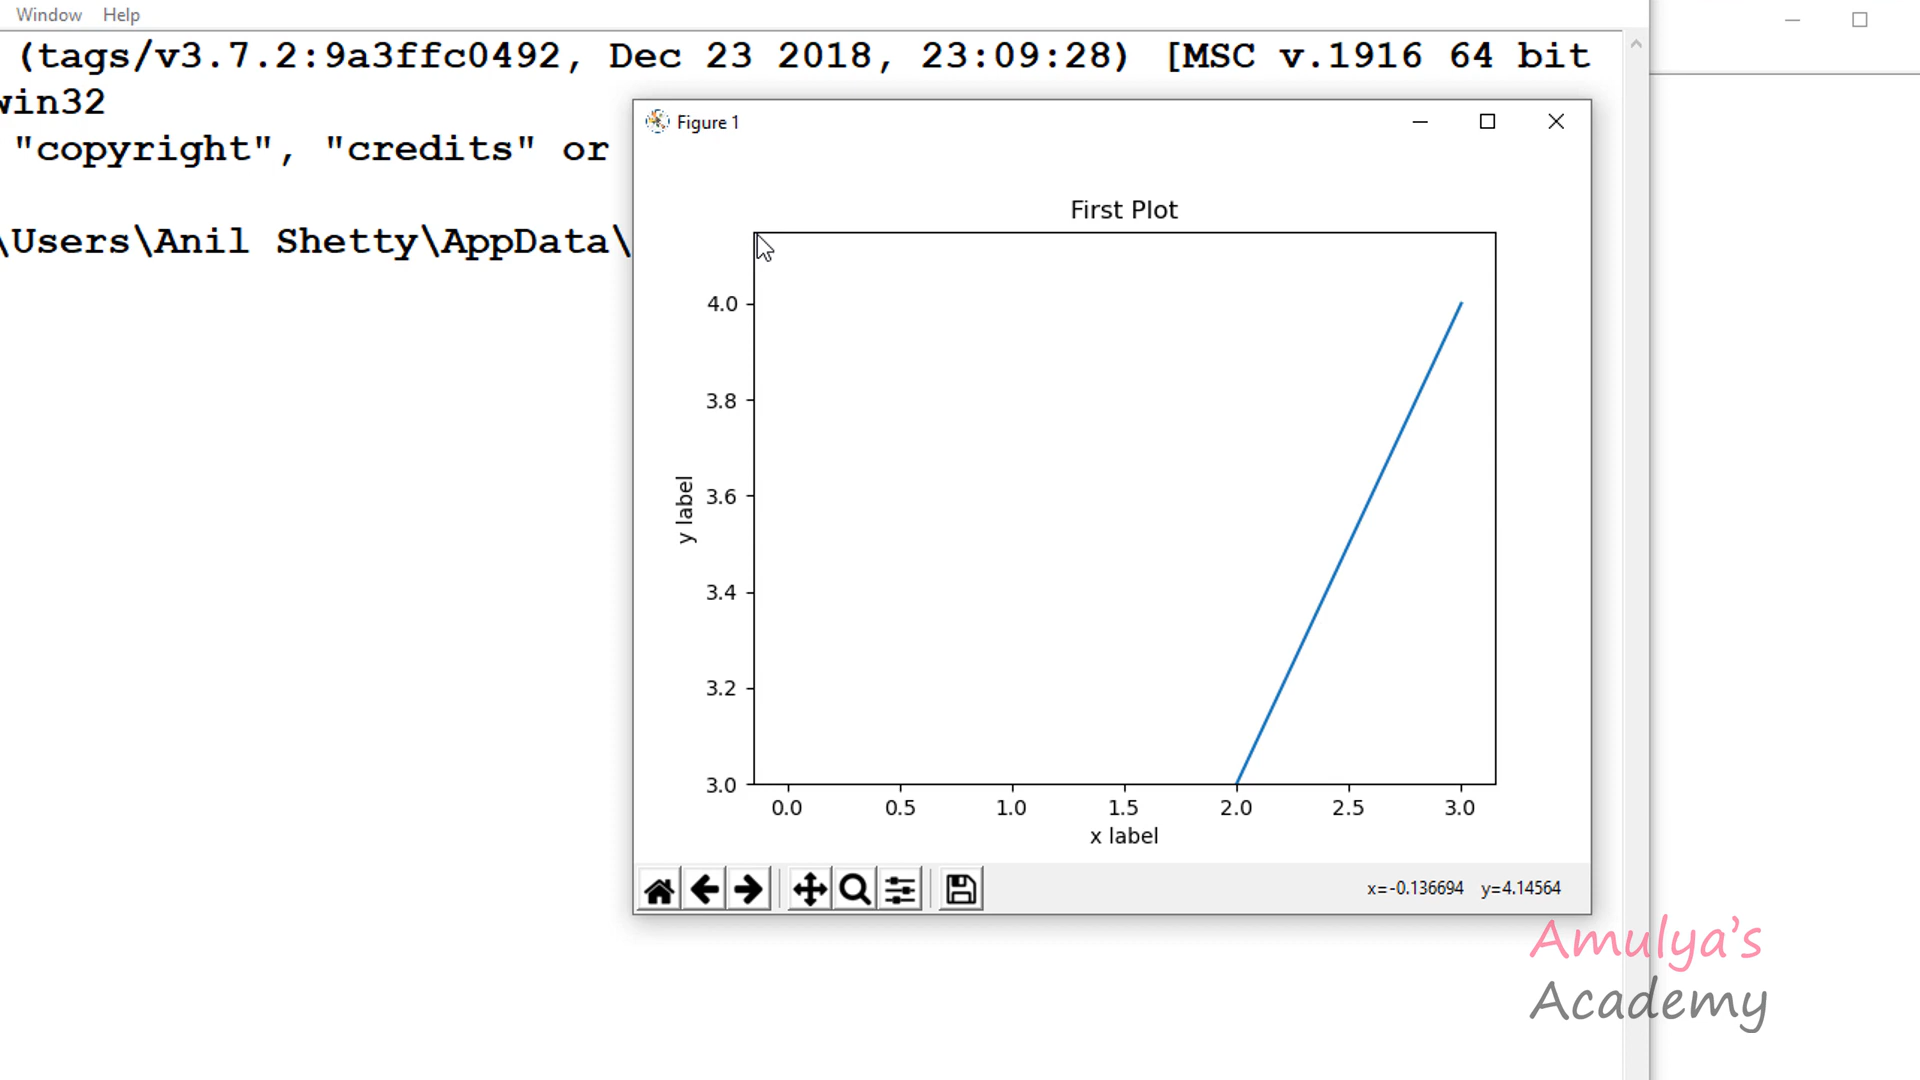 Window Help
(tags/v3.7.2:9a3ffc0492, Dec 23 2018, 23:09:28) [MSC v.1916 64 bit
win32
"copyright", "credits" or
\Users\Anil Shetty\AppData\
Figure 1
First Plot
4.0
3.8
3.6
3.4
3.2
3.0
y label
0.0 0.5 1.0 1.5 2.0 2.5 3.0
x label
x=-0.136694 y=4.14564
Amulya's
Academy